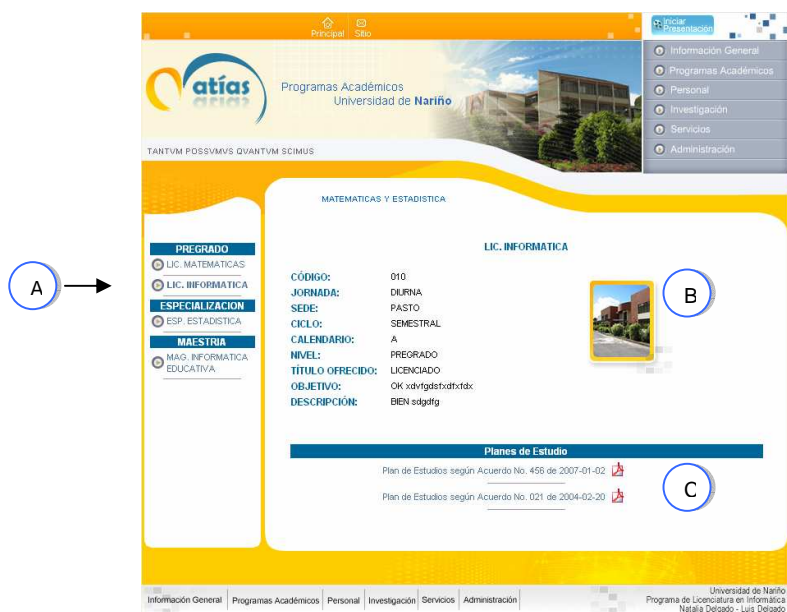 Principal Sitio
Iniciar
Presentación
Información General
Programas Académicos
Personal
Investigación
Servicios
Administración
atías
Programas Académicos
Universidad de Nariño
TANTVM POSSVMVS QVANTVM SCIMUS
MATEMATICAS Y ESTADISTICA
PREGRADO
LIC. MATEMATICAS
LIC. INFORMATICA
ESPECIALIZACION
ESP. ESTADISTICA
MAESTRIA
MAG. INFORMATICA
EDUCATIVA
A
LIC. INFORMATICA
CÓDIGO: 010
JORNADA: DIURNA
SEDE: PASTO
CICLO: SEMESTRAL
CALENDARIO: A
NIVEL: PREGRADO
TÍTULO OFRECIDO: LICENCIADO
OBJETIVO: OK xdvfgdsfxdfxfdx
DESCRIPCIÓN: BIEN sdgdfg
B
Planes de Estudio
Plan de Estudios según Acuerdo No. 456 de 2007-01-02
Plan de Estudios según Acuerdo No. 021 de 2004-02-20
C
Información General Programas Académicos Personal Investigación Servicios Administración
Universidad de Nariño
Programa de Licenciatura en Informática
Natalia Delgado - Luis Delgado